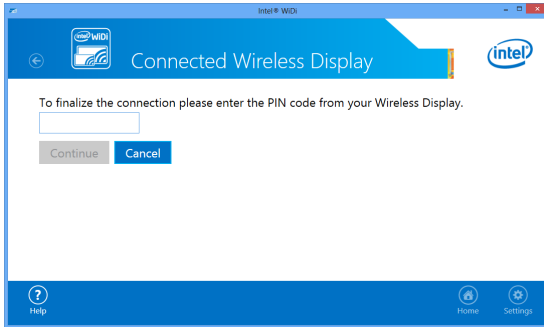 Intel® WiDi
intel WiDi
Connected Wireless Display
intel®
To finalize the connection please enter the PIN code from your Wireless Display.
Continue
Cancel
?
Help
Home
Settings